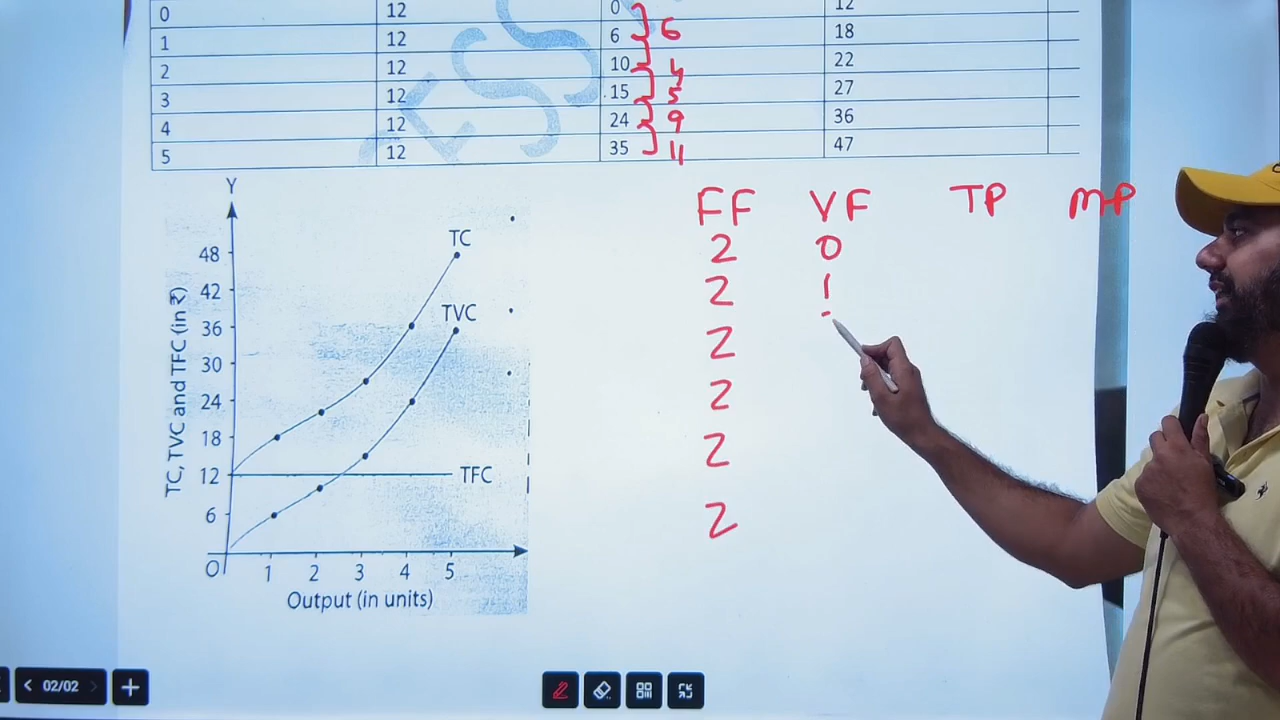 0 12 0 12
1 12 6 6 18
2 12 10 4 22
3 12 15 5 27
4 12 24 9 36
5 12 35 11 47
FF VF TP MP
2 0
2 1
2
2
2
2
Y
TC, TVC and TFC (in ₹)
48 TC
42 TVC
36
30
24
18
12 TFC
6
O 1 2 3 4 5
Output (in units)
< 02/02 > +